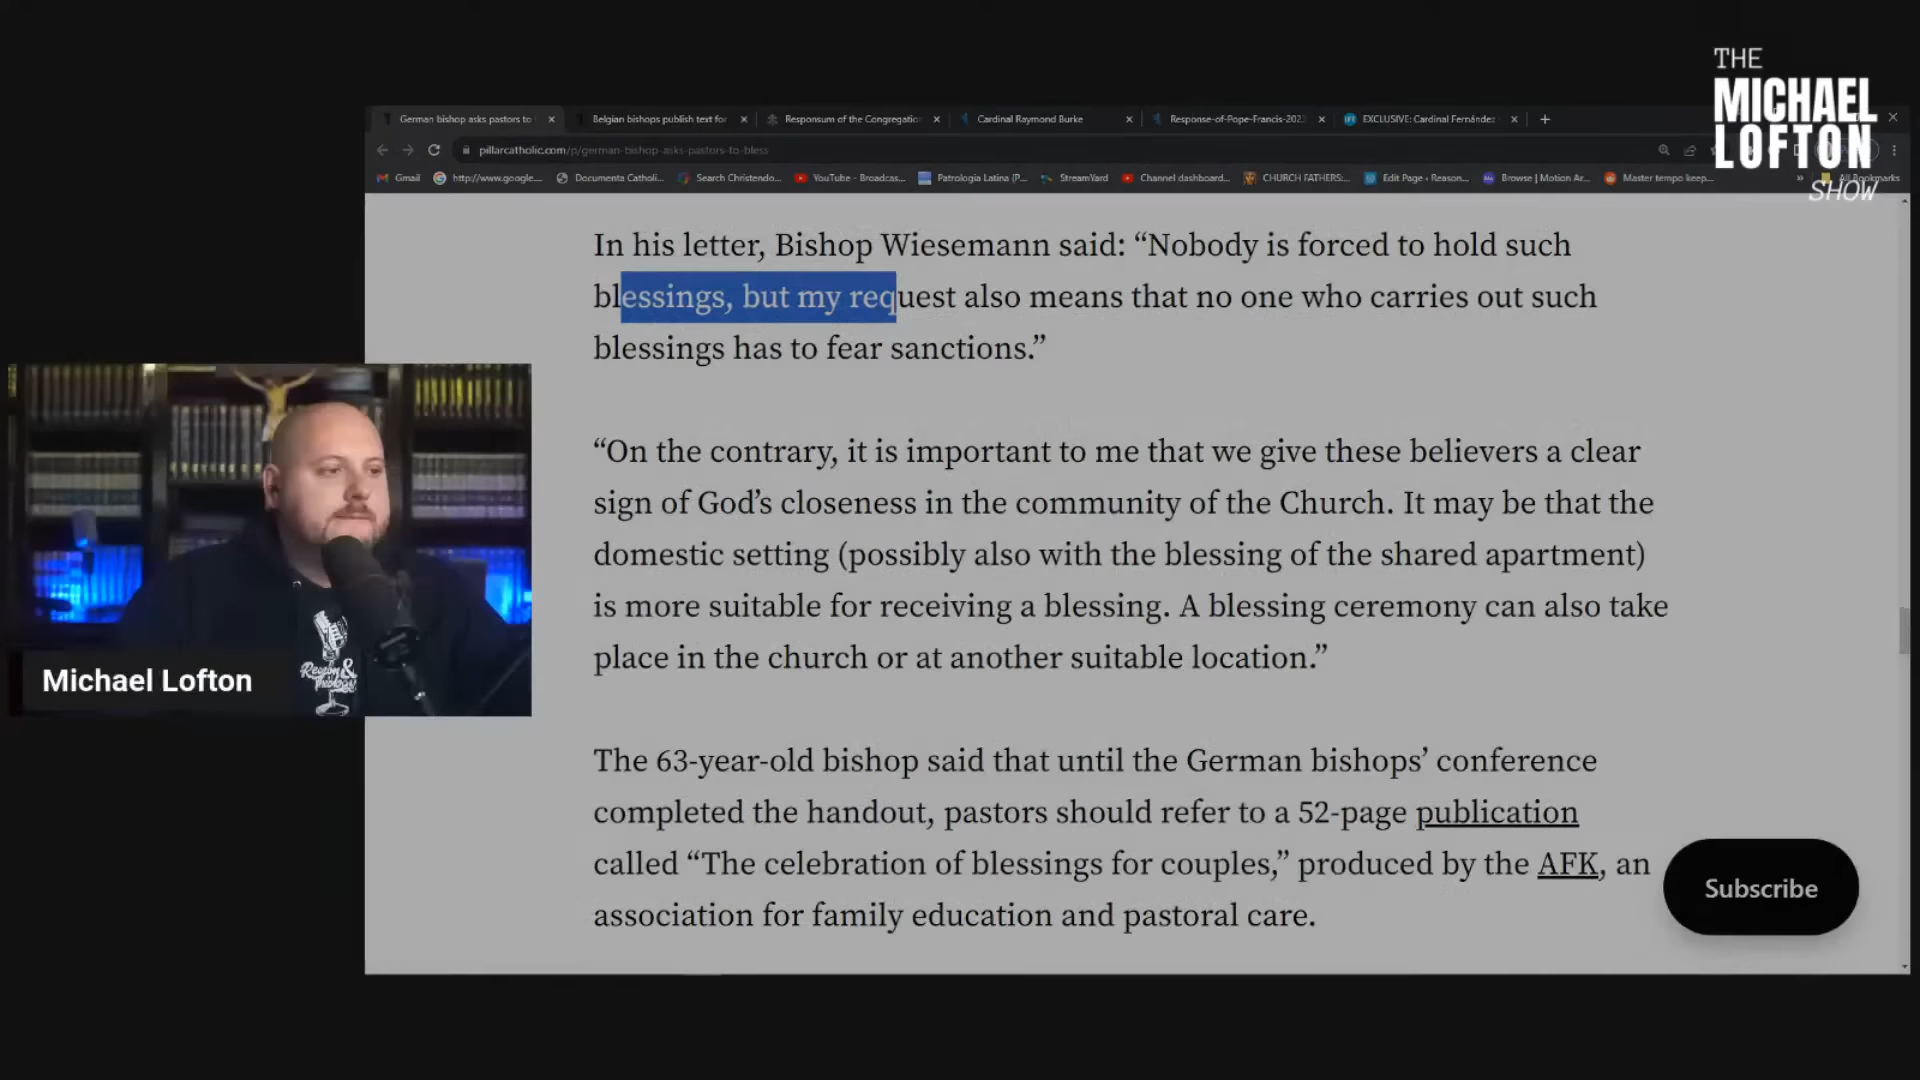 THE
MICHAEL
LOFTON
SHOW
German bishop asks pastors to
Belgian bishops publish text for
Responsum of the Congregation
Cardinal Raymond Burke
Response-of-Pope-Francis-202
EXCLUSIVE: Cardinal Fernández
pillarcatholic.com/p/german-bishop-asks-pastors-to-bless
Gmail
http://www.google....
Documenta Catholi...
Search Christendo...
YouTube - Broadcas...
Patrologia Latina (P...
StreamYard
Channel dashboard...
CHURCH FATHERS:...
Edit Page ‹ Reason...
Browse | Motion Ar...
Master tempo keep...
»
All Bookmarks
In his letter, Bishop Wiesemann said: “Nobody is forced to hold such
blessings, but my request also means that no one who carries out such
blessings has to fear sanctions.”
“On the contrary, it is important to me that we give these believers a clear
sign of God’s closeness in the community of the Church. It may be that the
domestic setting (possibly also with the blessing of the shared apartment)
is more suitable for receiving a blessing. A blessing ceremony can also take
place in the church or at another suitable location.”
The 63-year-old bishop said that until the German bishops’ conference
completed the handout, pastors should refer to a 52-page publication
called “The celebration of blessings for couples,” produced by the AFK, an
association for family education and pastoral care.
Subscribe
Reason &
Theology
Michael Lofton